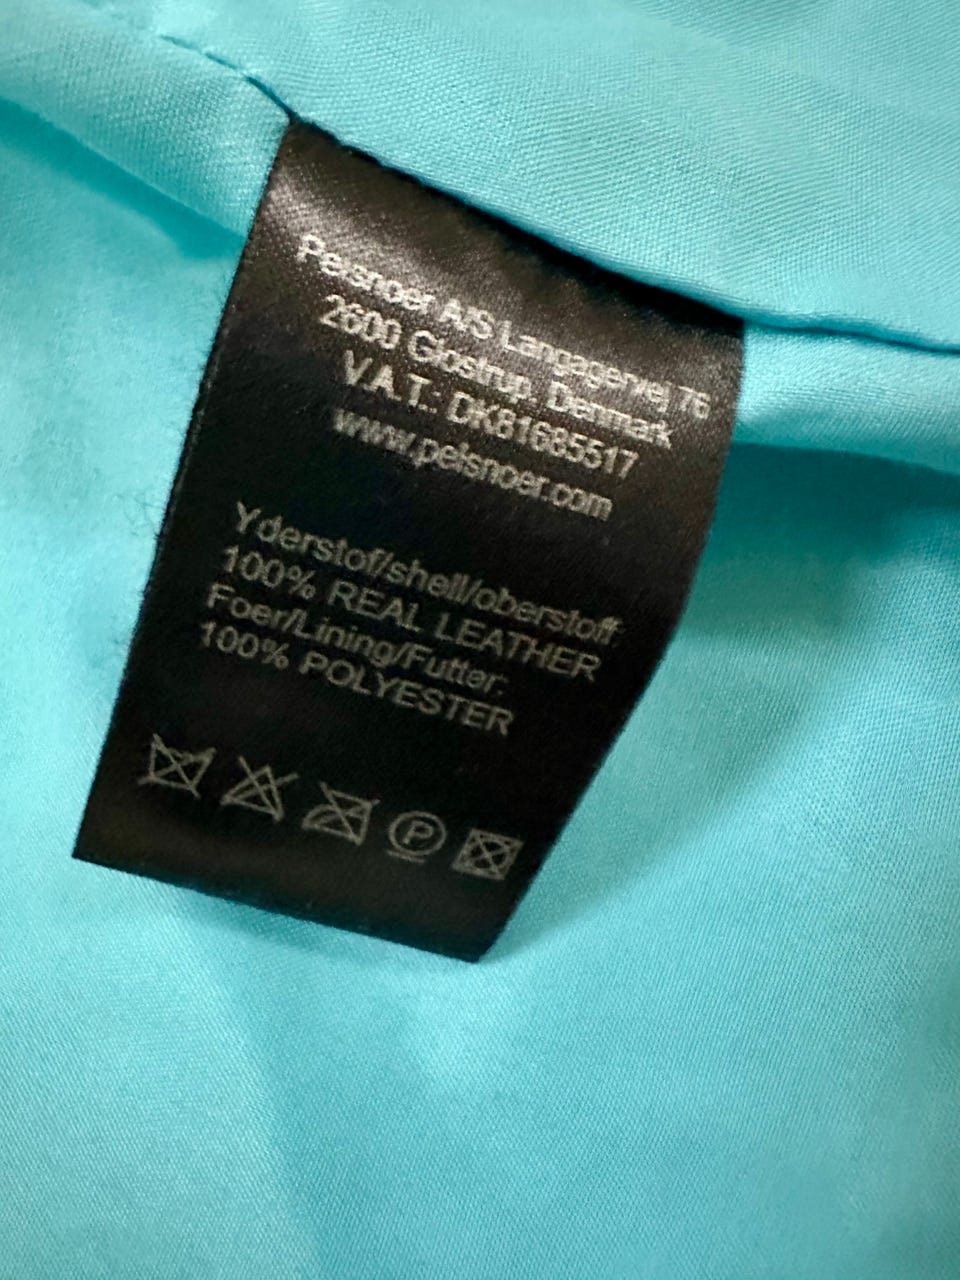 Pelsnoer A/S Langagervej 76
2600 Glostrup, Denmark
V.A.T.: DK81685517
www.pelsnoer.com
Yderstof/shell/oberstoff:
100% REAL LEATHER
Foer/Lining/Futter:
100% POLYESTER
P